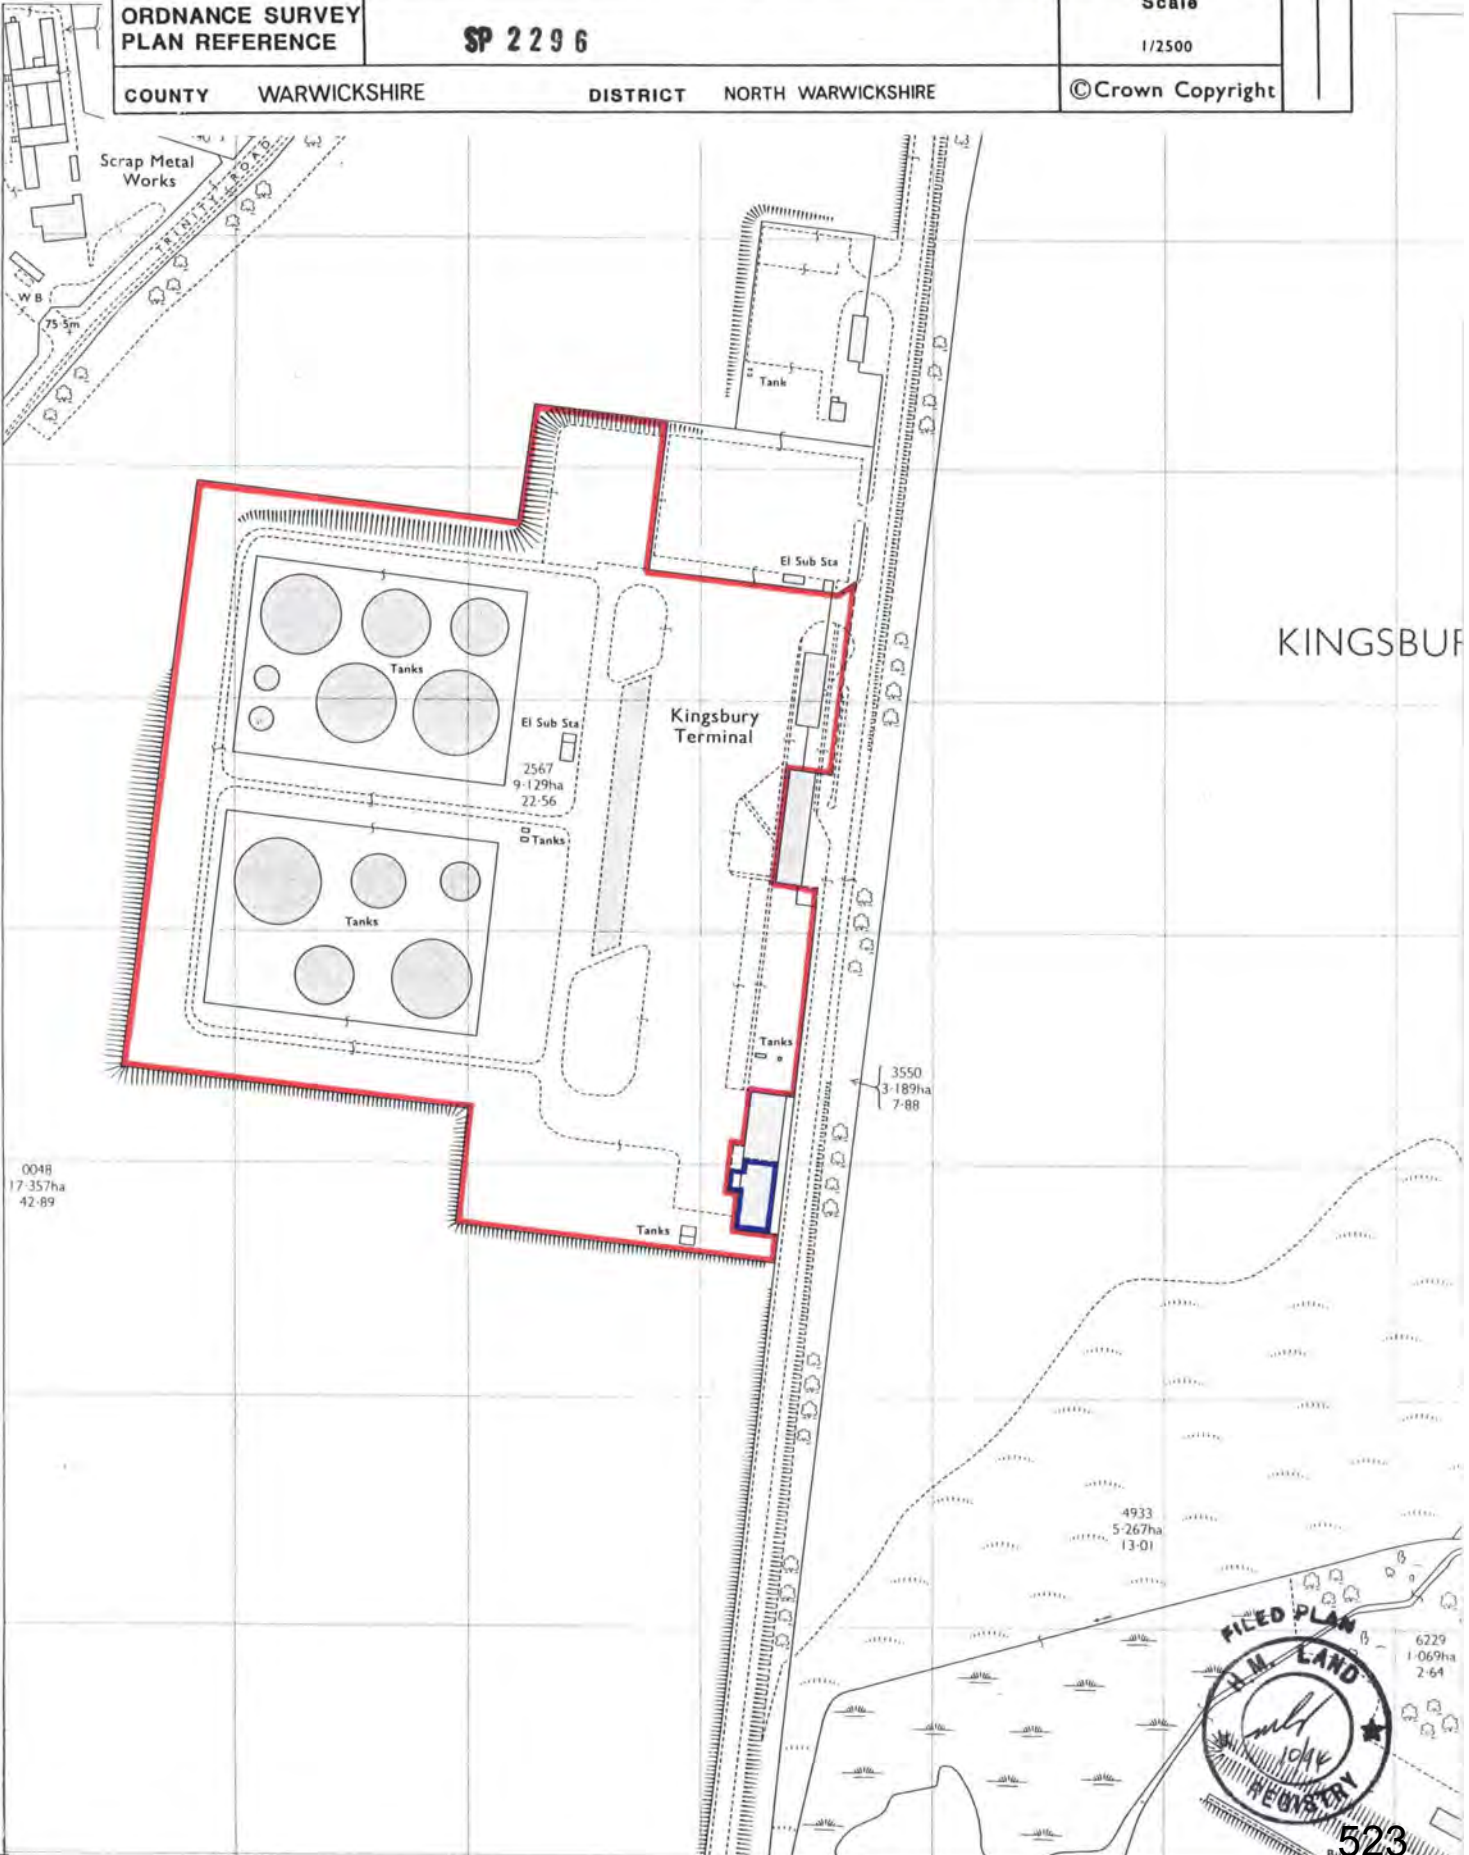 ORDNANCE SURVEY
PLAN REFERENCE
SP 2296
Scale
1/2500
COUNTY WARWICKSHIRE
DISTRICT NORTH WARWICKSHIRE
©Crown Copyright
Scrap Metal
Works
TRINITY ROAD
W B
75·5m
Tank
El Sub Sta
KINGSBUR
Tanks
El Sub Sta
Kingsbury
Terminal
2567
9·129ha
22·56
Tanks
Tanks
Tanks
3550
3·189ha
7·88
0048
17·357ha
42·89
Tanks
4933
5·267ha
13·01
FILED PLAN
H.M. LAND
REGISTRY
10/94
6229
1·069ha
2·64
523